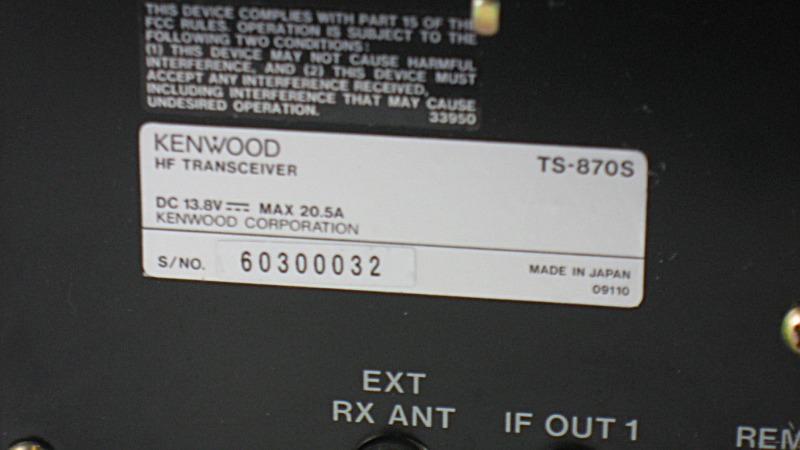 THIS DEVICE COMPLIES WITH PART 15 OF THE
FCC RULES. OPERATION IS SUBJECT TO THE
FOLLOWING TWO CONDITIONS:
(1) THIS DEVICE MAY NOT CAUSE HARMFUL
INTERFERENCE, AND (2) THIS DEVICE MUST
ACCEPT ANY INTERFERENCE RECEIVED,
INCLUDING INTERFERENCE THAT MAY CAUSE
UNDESIRED OPERATION. 33950
KENWOOD
HF TRANSCEIVER TS-870S
DC 13.8V⎓ MAX 20.5A
KENWOOD CORPORATION
S/NO. 60300032 MADE IN JAPAN
09110
EXT
RX ANT IF OUT 1 REM